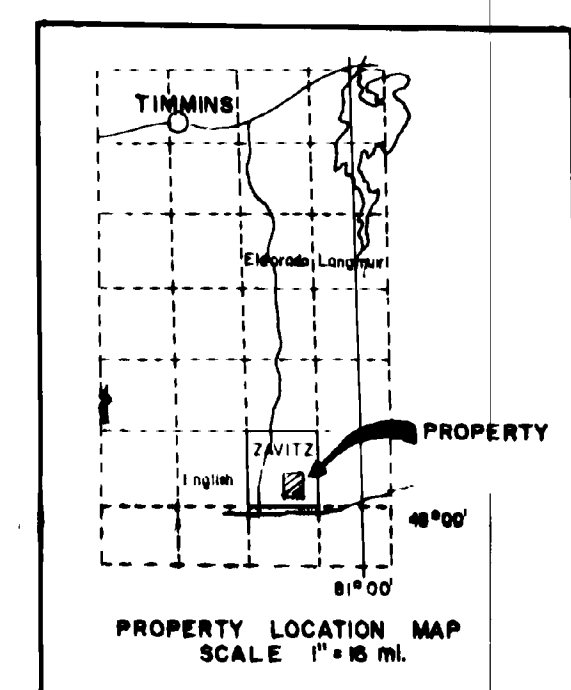 TIMMINS
Eldorado Langmuir
ZAVITZ
PROPERTY
English
48°00'
81°00'
PROPERTY LOCATION MAP
SCALE 1" = 16 mi.